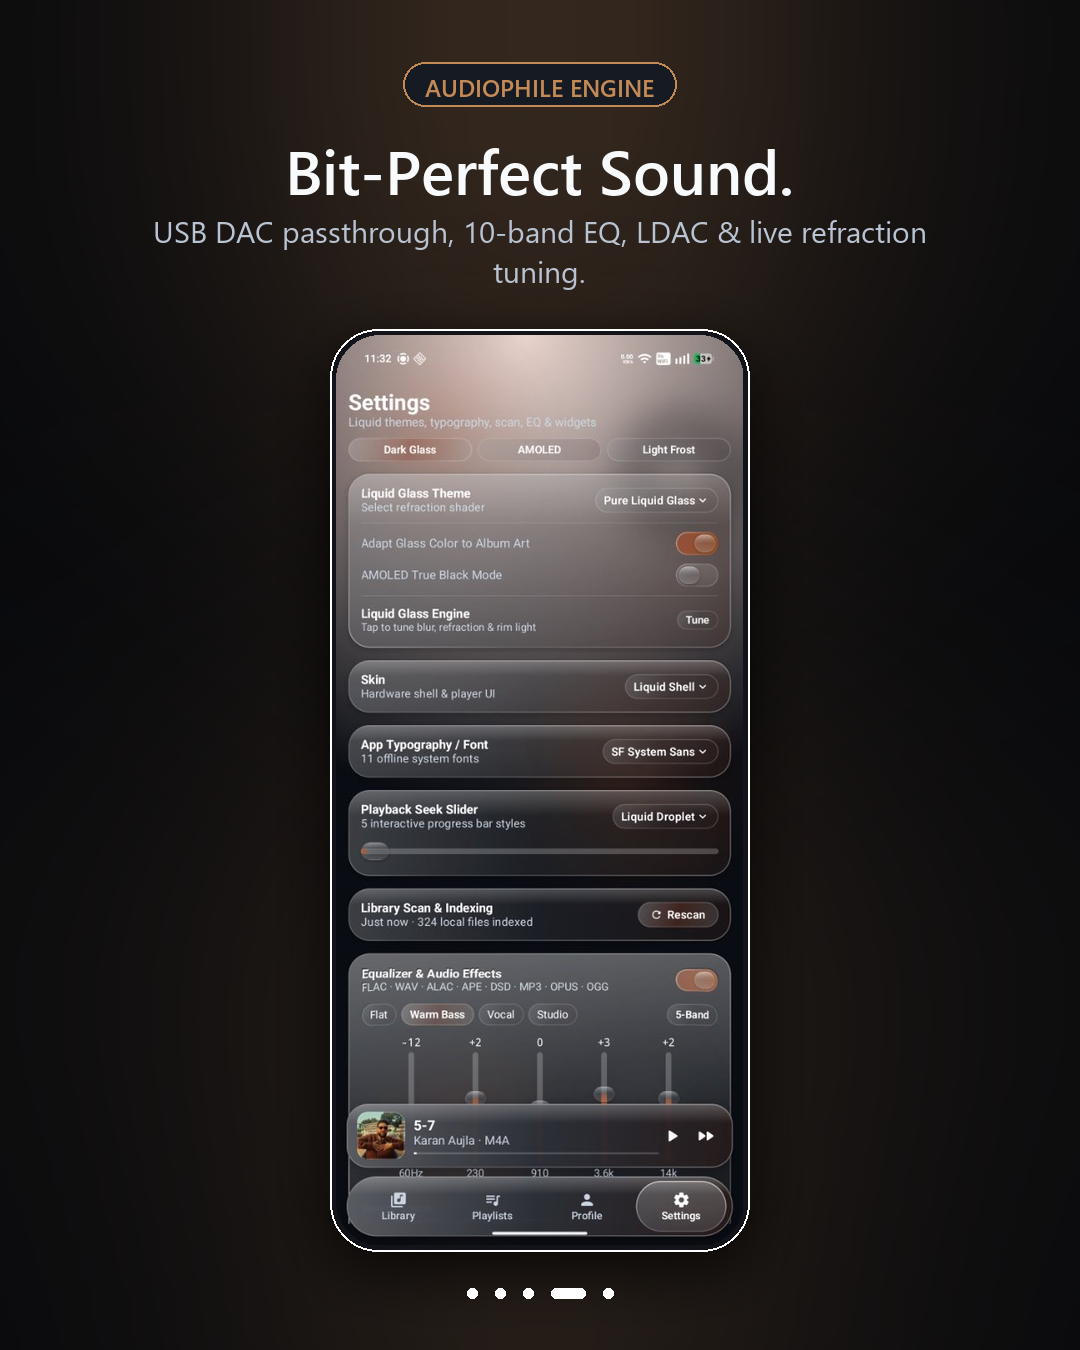 AUDIOPHILE ENGINE
Bit-Perfect Sound.
USB DAC passthrough, 10-band EQ, LDAC & live refraction
tuning.
11:32
33+
Settings
Liquid themes, typography, scan, EQ & widgets
Dark Glass AMOLED Light Frost
Liquid Glass Theme
Select refraction shader
Pure Liquid Glass
Adapt Glass Color to Album Art
AMOLED True Black Mode
Liquid Glass Engine
Tap to tune blur, refraction & rim light
Tune
Skin
Hardware shell & player UI
Liquid Shell
App Typography / Font
11 offline system fonts
SF System Sans
Playback Seek Slider
5 interactive progress bar styles
Liquid Droplet
Library Scan & Indexing
Just now · 324 local files indexed
Rescan
Equalizer & Audio Effects
FLAC · WAV · ALAC · APE · DSD · MP3 · OPUS · OGG
Flat Warm Bass Vocal Studio 5-Band
-12 +2 0 +3 +2
5-7
Karan Aujla · M4A
60Hz 230 910 3.6k 14k
Library Playlists Profile Settings